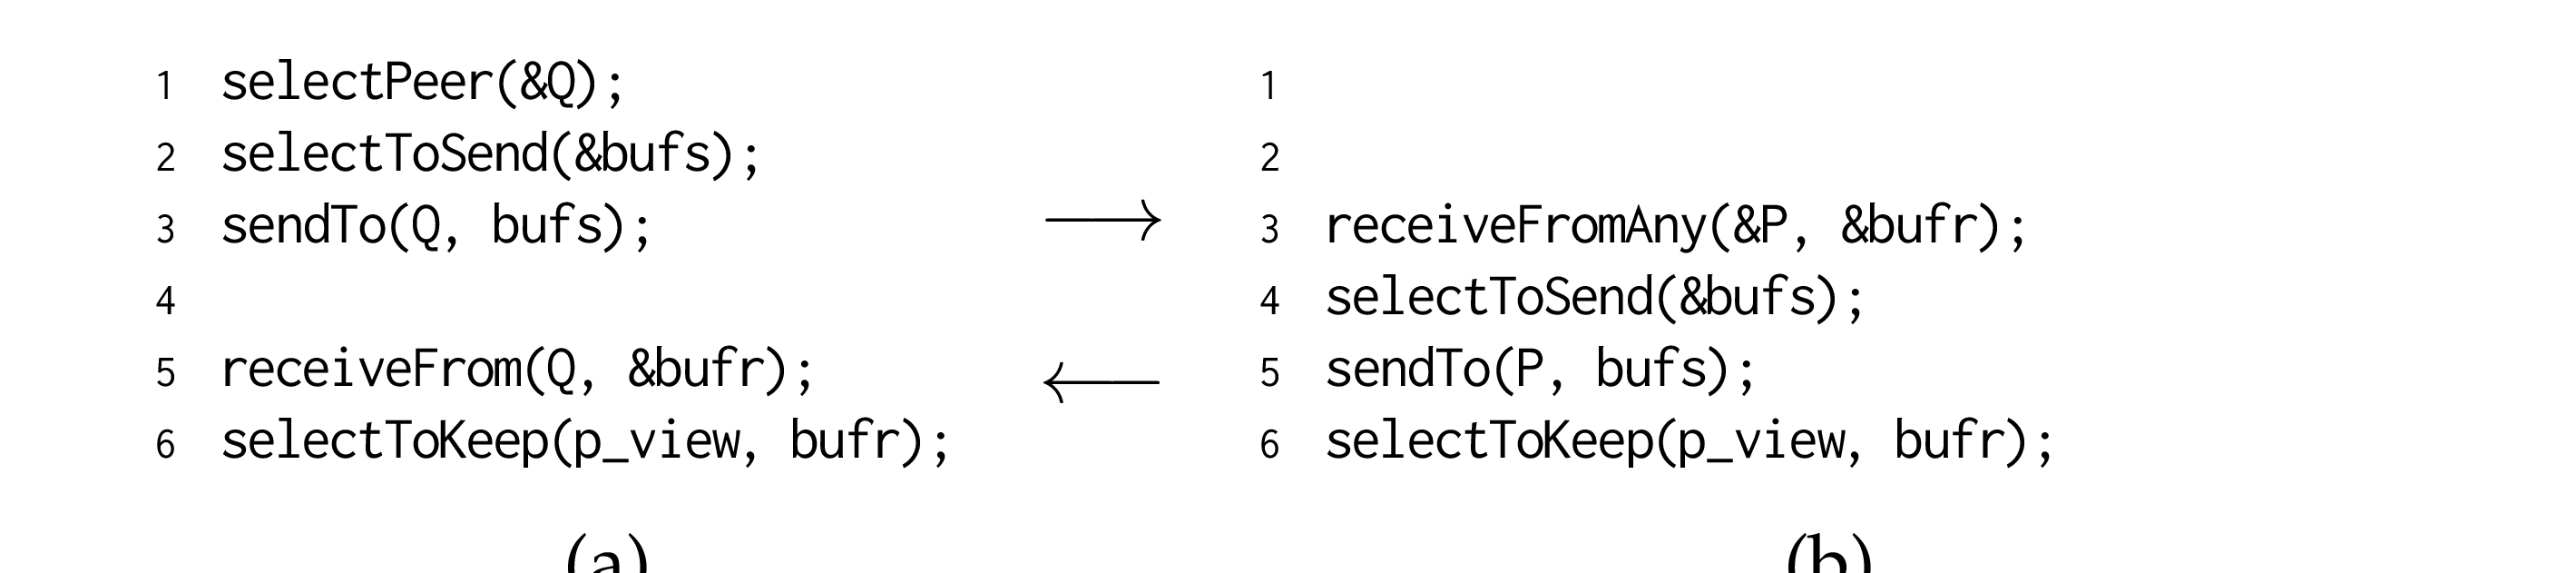 1 selectPeer(&Q);
2 selectToSend(&bufs);
3 sendTo(Q, bufs);
4
5 receiveFrom(Q, &bufr);
6 selectToKeep(p_view, bufr);
(a)
1
2
3 receiveFromAny(&P, &bufr);
4 selectToSend(&bufs);
5 sendTo(P, bufs);
6 selectToKeep(p_view, bufr);
(b)